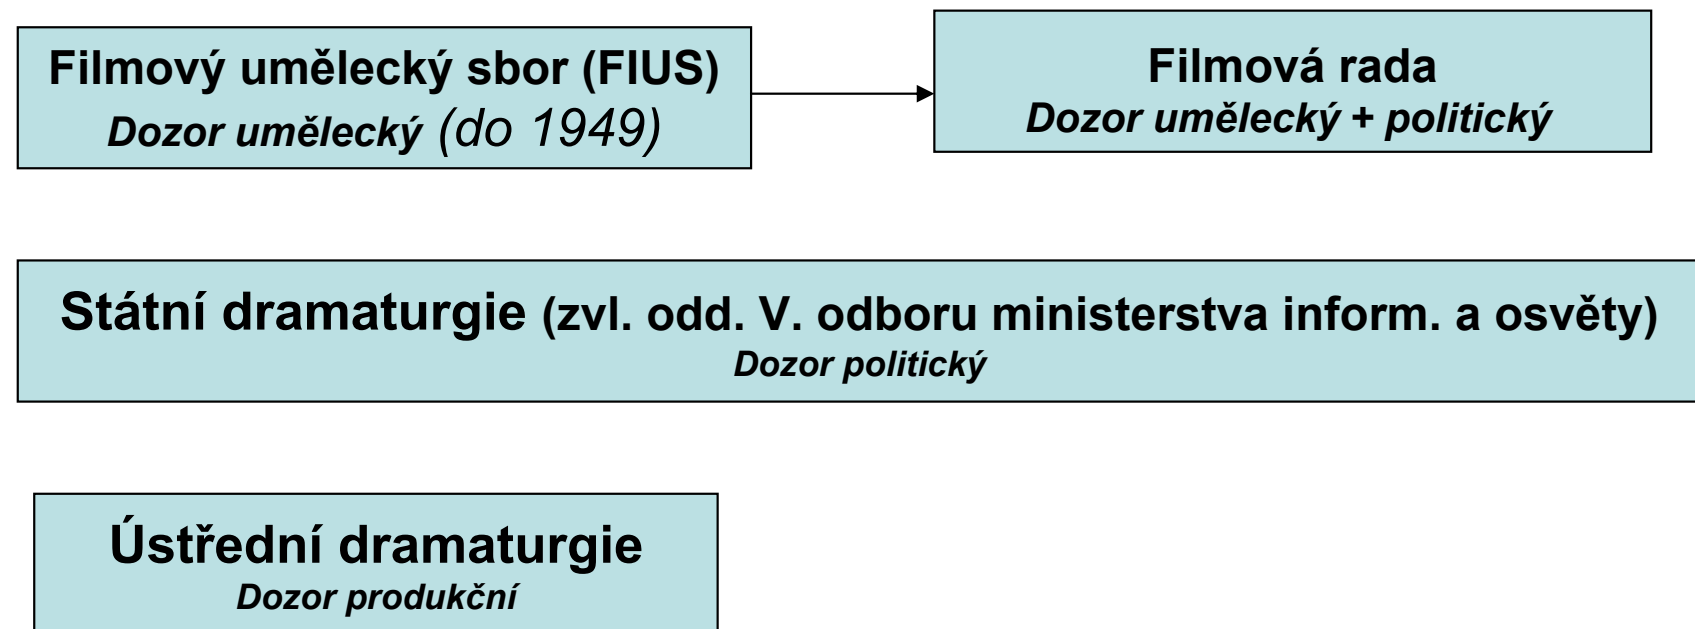 Filmový umělecký sbor (FIUS)
Dozor umělecký (do 1949)
Filmová rada
Dozor umělecký + politický
Státní dramaturgie (zvl. odd. V. odboru ministerstva inform. a osvěty)
Dozor politický
Ústřední dramaturgie
Dozor produkční